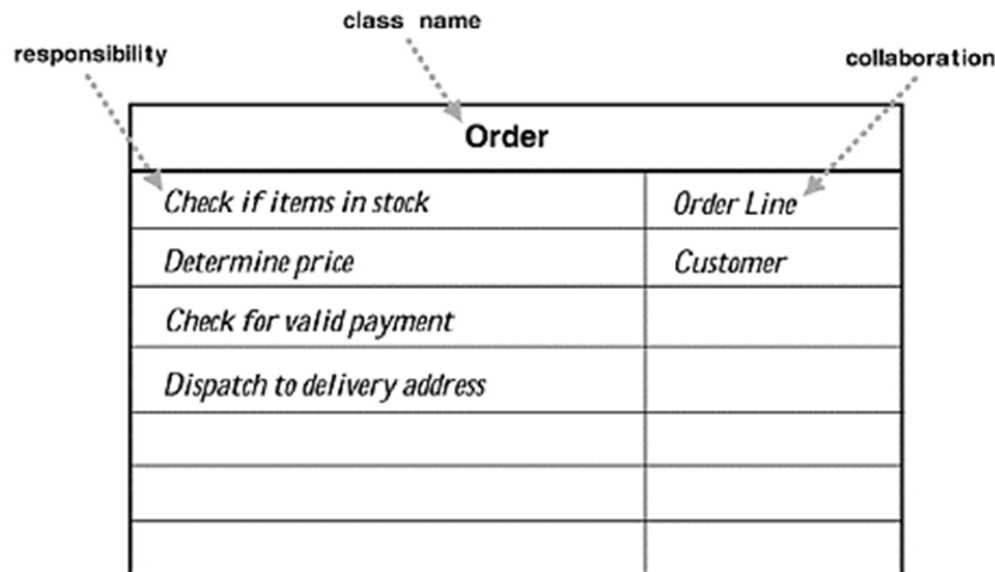 class name
responsibility
collaboration
Order
Check if items in stock
Order Line
Determine price
Customer
Check for valid payment
Dispatch to delivery address